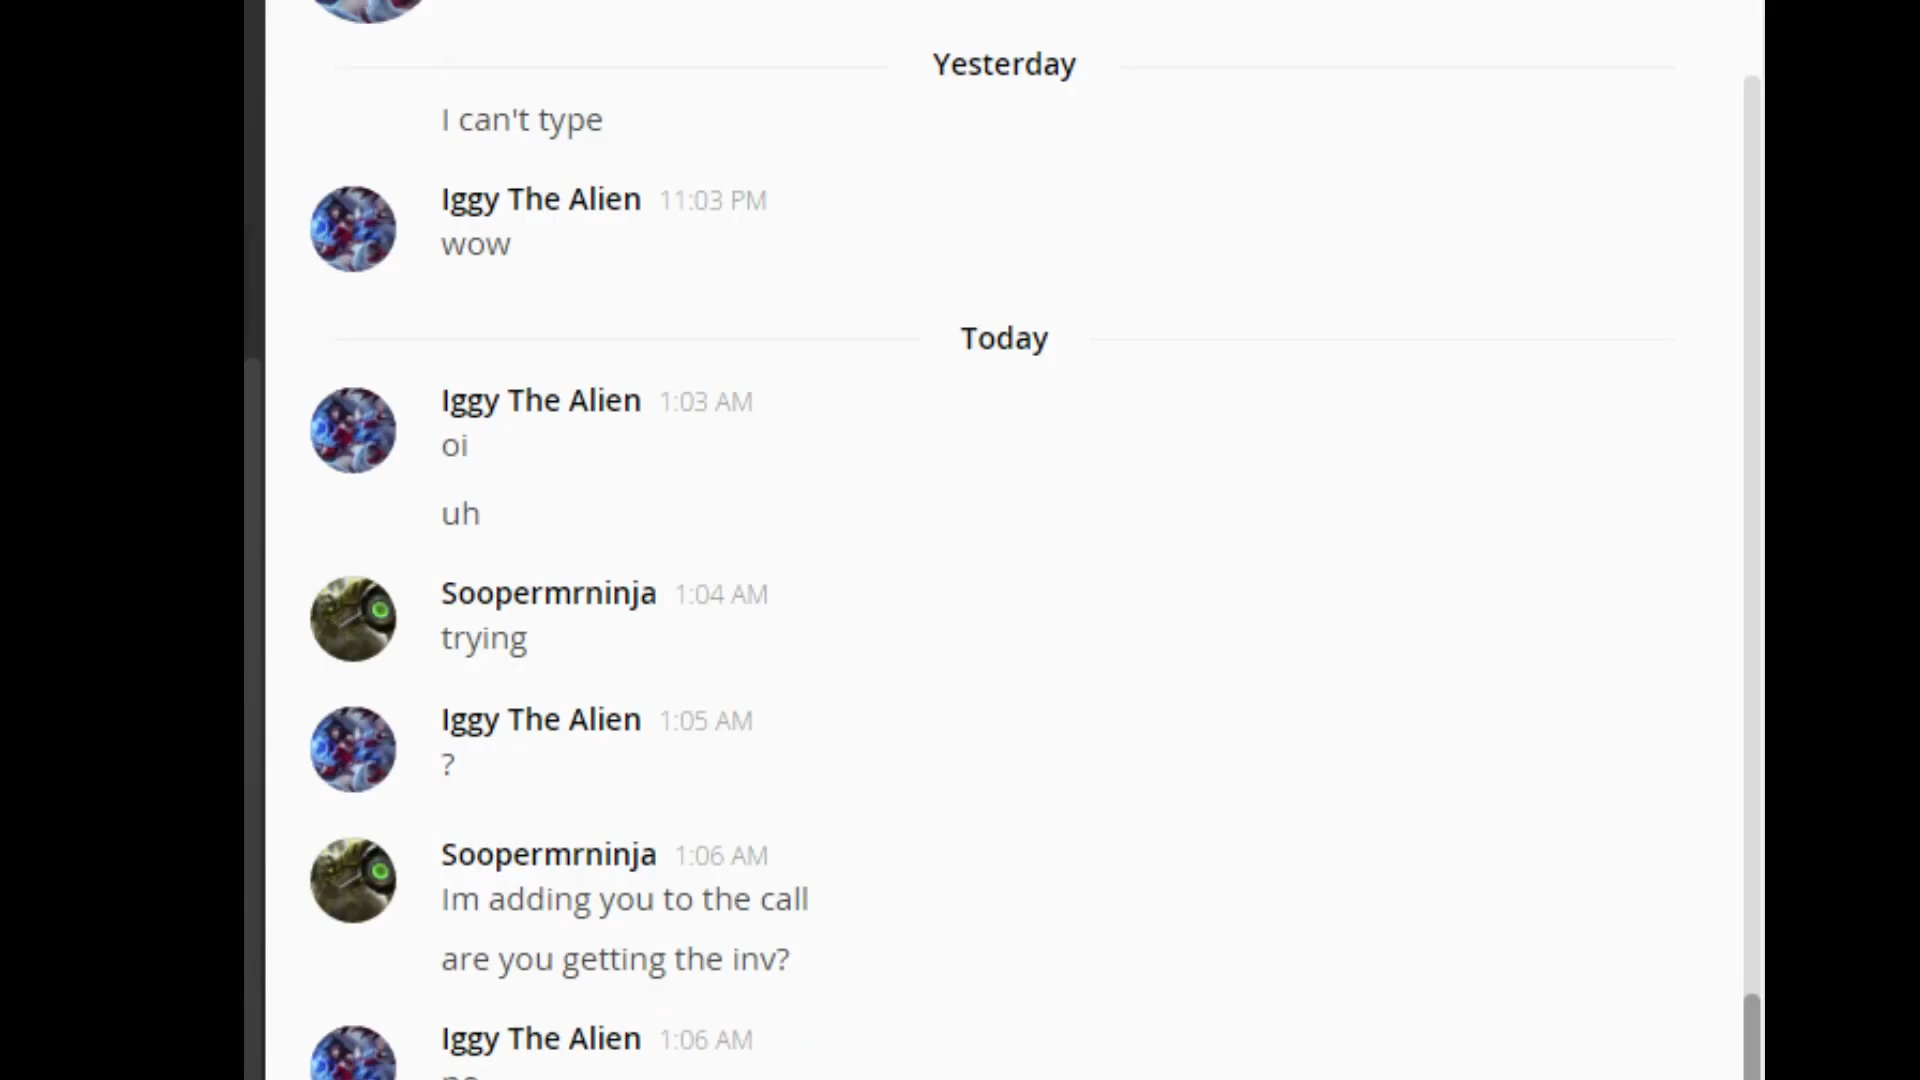 Yesterday
I can't type
Iggy The Alien 11:03 PM
wow
Today
Iggy The Alien 1:03 AM
oi
uh
Soopermrninja 1:04 AM
trying
Iggy The Alien 1:05 AM
?
Soopermrninja 1:06 AM
Im adding you to the call
are you getting the inv?
Iggy The Alien 1:06 AM